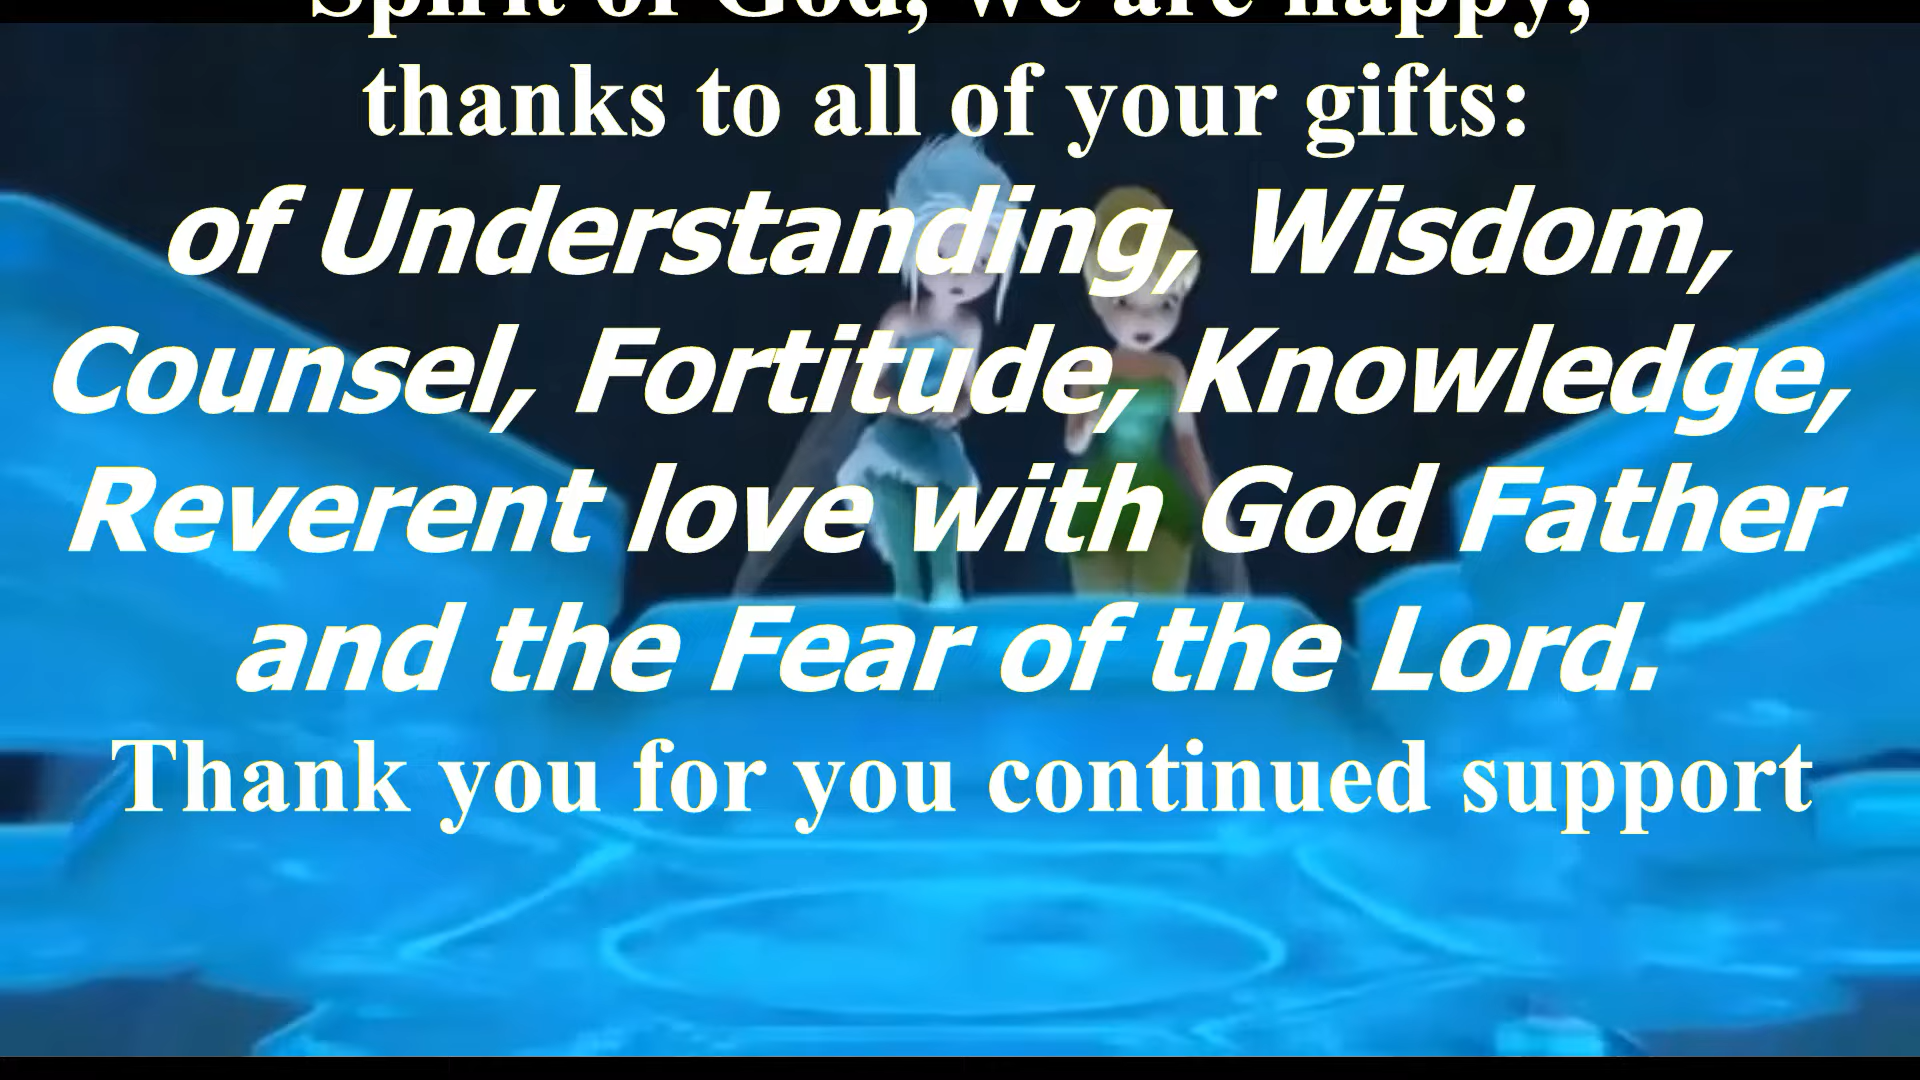 Spirit of God, we are happy,
thanks to all of your gifts:
of Understanding, Wisdom,
Counsel, Fortitude, Knowledge,
Reverent love with God Father
and the Fear of the Lord.
Thank you for you continued support